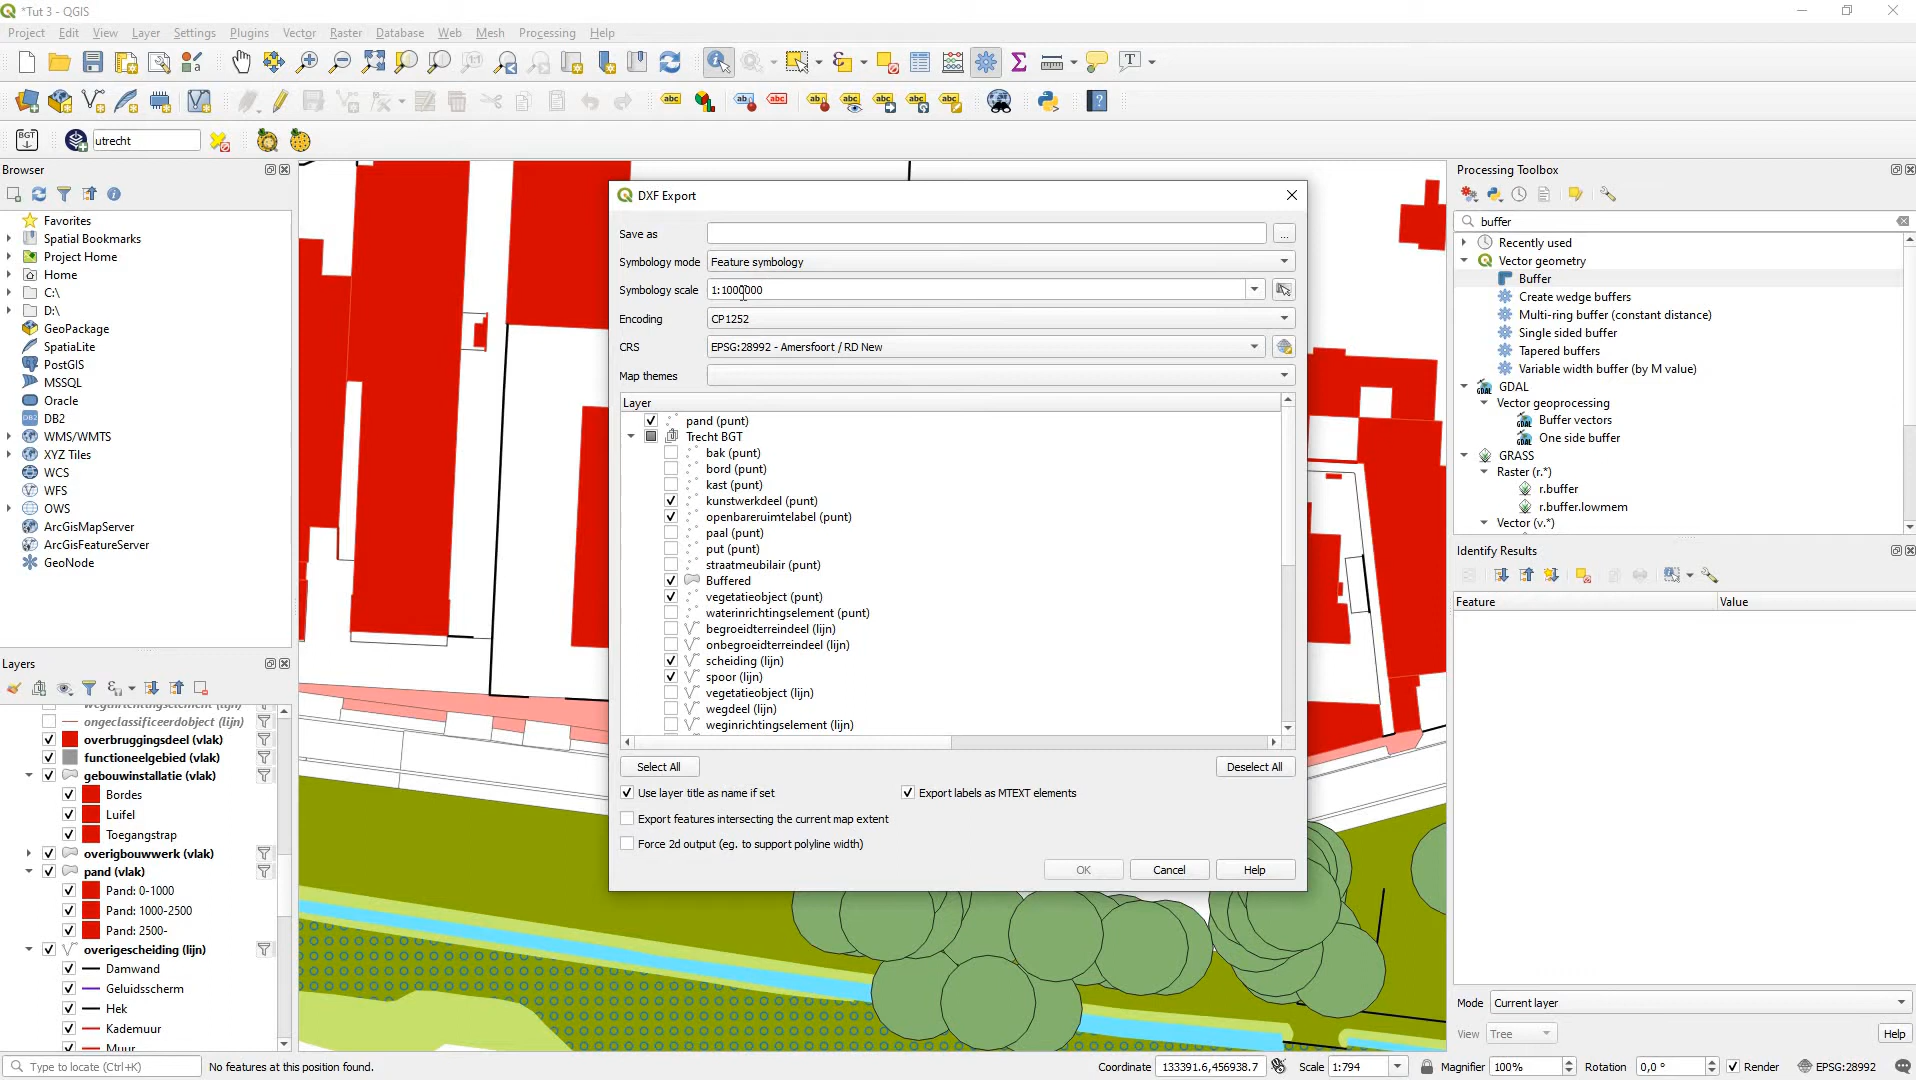 *Tut 3 - QGIS
Project Edit View Layer Settings Plugins Vector Raster Database Web Mesh Processing Help
utrecht
Browser
Favorites
Spatial Bookmarks
Project Home
Home
C:\
D:\
GeoPackage
SpatiaLite
PostGIS
MSSQL
Oracle
DB2
WMS/WMTS
XYZ Tiles
WCS
WFS
OWS
ArcGisMapServer
ArcGisFeatureServer
GeoNode
Layers
weginrichtingselement (lijn)
ongeclassificeerdobject (lijn)
overbruggingsdeel (vlak)
functioneelgebied (vlak)
gebouwinstallatie (vlak)
Bordes
Luifel
Toegangstrap
overigbouwwerk (vlak)
pand (vlak)
Pand: 0-1000
Pand: 1000-2500
Pand: 2500-
overigescheiding (lijn)
Damwand
Geluidsscherm
Hek
Kademuur
Muur
DXF Export
Save as
...
Symbology mode Feature symbology
Symbology scale 1:1000000
Encoding CP1252
CRS EPSG:28992 - Amersfoort / RD New
Map themes
Layer
pand (punt)
Trecht BGT
bak (punt)
bord (punt)
kast (punt)
kunstwerkdeel (punt)
openbareruimtelabel (punt)
paal (punt)
put (punt)
straatmeubilair (punt)
Buffered
vegetatieobject (punt)
waterinrichtingselement (punt)
begroeidterreindeel (lijn)
onbegroeidterreindeel (lijn)
scheiding (lijn)
spoor (lijn)
vegetatieobject (lijn)
wegdeel (lijn)
weginrichtingselement (lijn)
Select All Deselect All
Use layer title as name if set Export labels as MTEXT elements
Export features intersecting the current map extent
Force 2d output (eg. to support polyline width)
OK Cancel Help
Processing Toolbox
buffer
Recently used
Vector geometry
Buffer
Create wedge buffers
Multi-ring buffer (constant distance)
Single sided buffer
Tapered buffers
Variable width buffer (by M value)
GDAL
Vector geoprocessing
Buffer vectors
One side buffer
GRASS
Raster (r.*)
r.buffer
r.buffer.lowmem
Vector (v.*)
Identify Results
Feature Value
Mode Current layer
View Tree Help
Type to locate (Ctrl+K) No features at this position found. Coordinate 133391.6,456938.7 Scale 1:794 Magnifier 100% Rotation 0,0 ° Render EPSG:28992